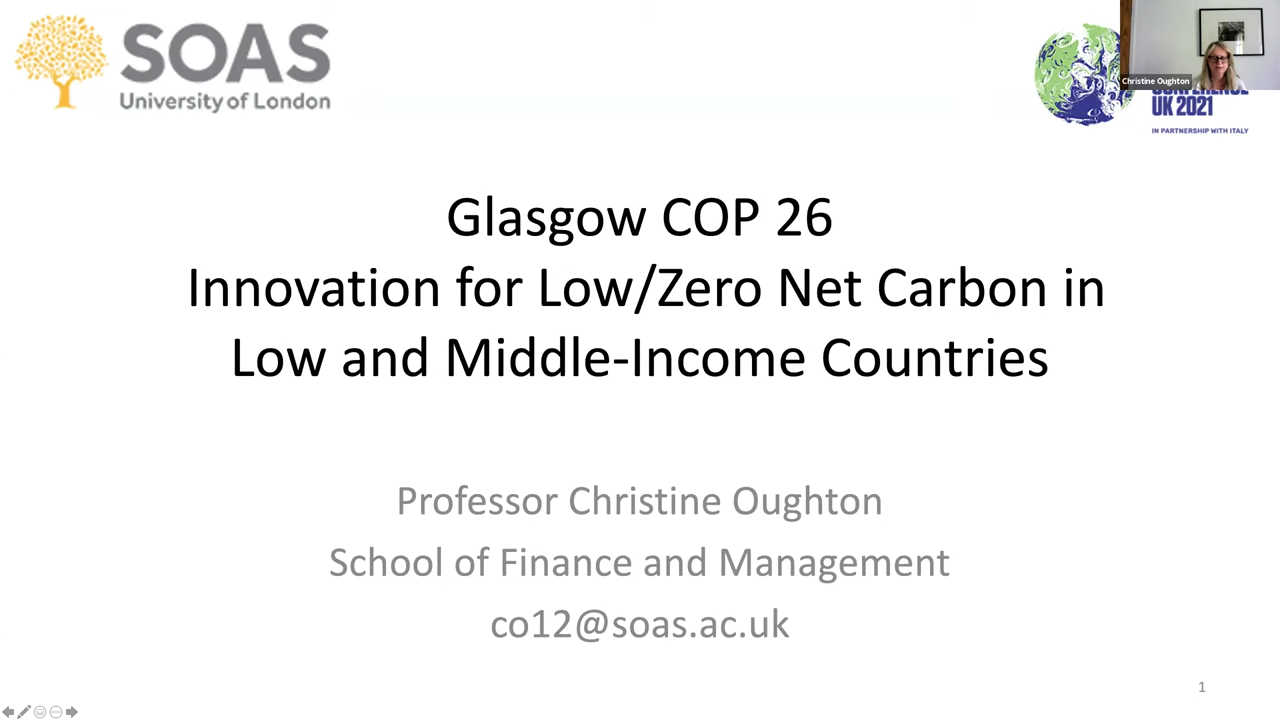 SOAS
University of London
Christine Oughton
UK 2021
IN PARTNERSHIP WITH ITALY
Glasgow COP 26
Innovation for Low/Zero Net Carbon in
Low and Middle-Income Countries
Professor Christine Oughton
School of Finance and Management
co12@soas.ac.uk
1